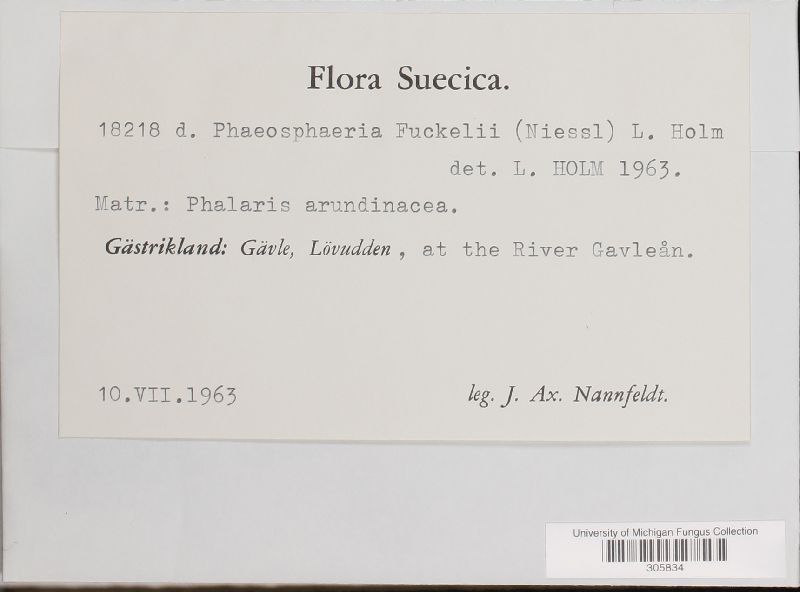 Flora Suecica.
18218 d. Phaeosphaeria Fuckelii (Niessl) L. Holm
det. L. HOLM 1963.
Matr.: Phalaris arundinacea.
Gästrikland: Gävle, Lövudden, at the River Gavleån.
10.VII.1963
leg. J. Ax. Nannfeldt.
University of Michigan Fungus Collection
305834